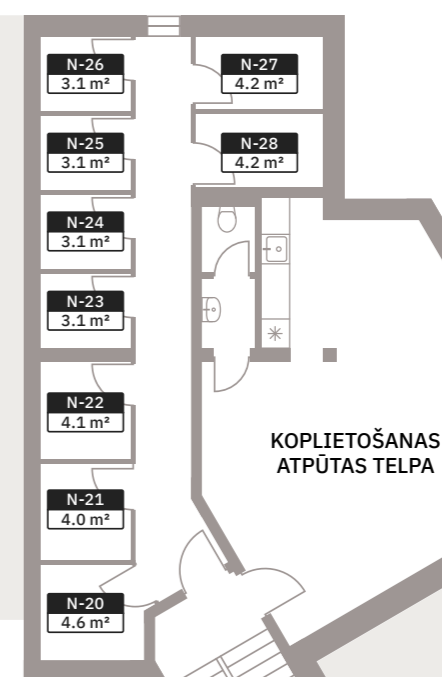 N-26
3.1 m²
N-27
4.2 m²
N-25
3.1 m²
N-28
4.2 m²
N-24
3.1 m²
N-23
3.1 m²
N-22
4.1 m²
KOPLIETOŠANAS
ATPŪTAS TELPA
N-21
4.0 m²
N-20
4.6 m²